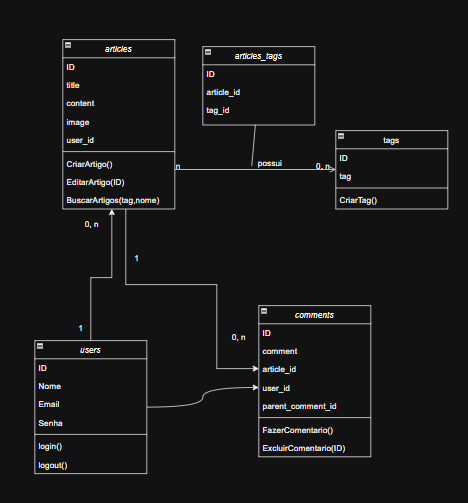 articles
ID
title
content
image
user_id
CriarArtigo()
EditarArtigo(ID)
BuscarArtigos(tag,nome)
articles_tags
ID
article_id
tag_id
n
possui
0, n
tags
ID
tag
CriarTag()
0, n
1
1
0, n
users
ID
Nome
Email
Senha
login()
logout()
comments
ID
comment
article_id
user_id
parent_comment_id
FazerComentario()
ExcluirComentario(ID)